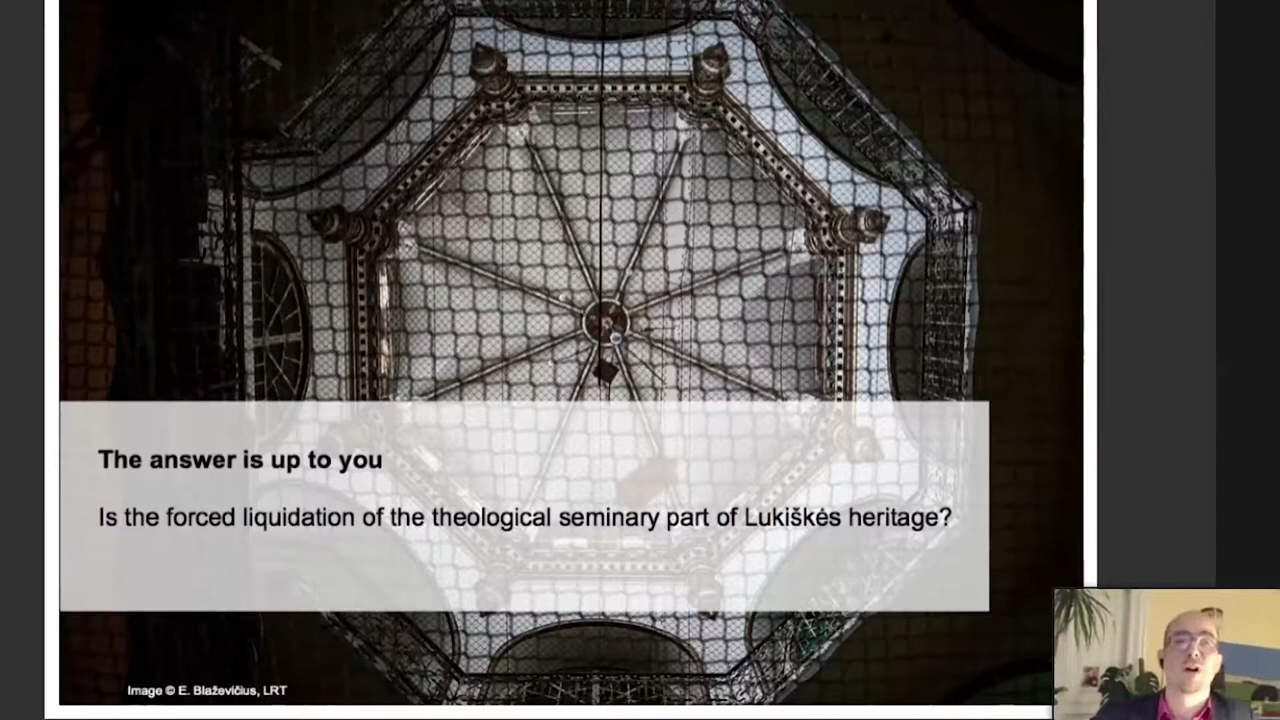 The answer is up to you
Is the forced liquidation of the theological seminary part of Lukiškės heritage?
Image © E. Blaževičius, LRT